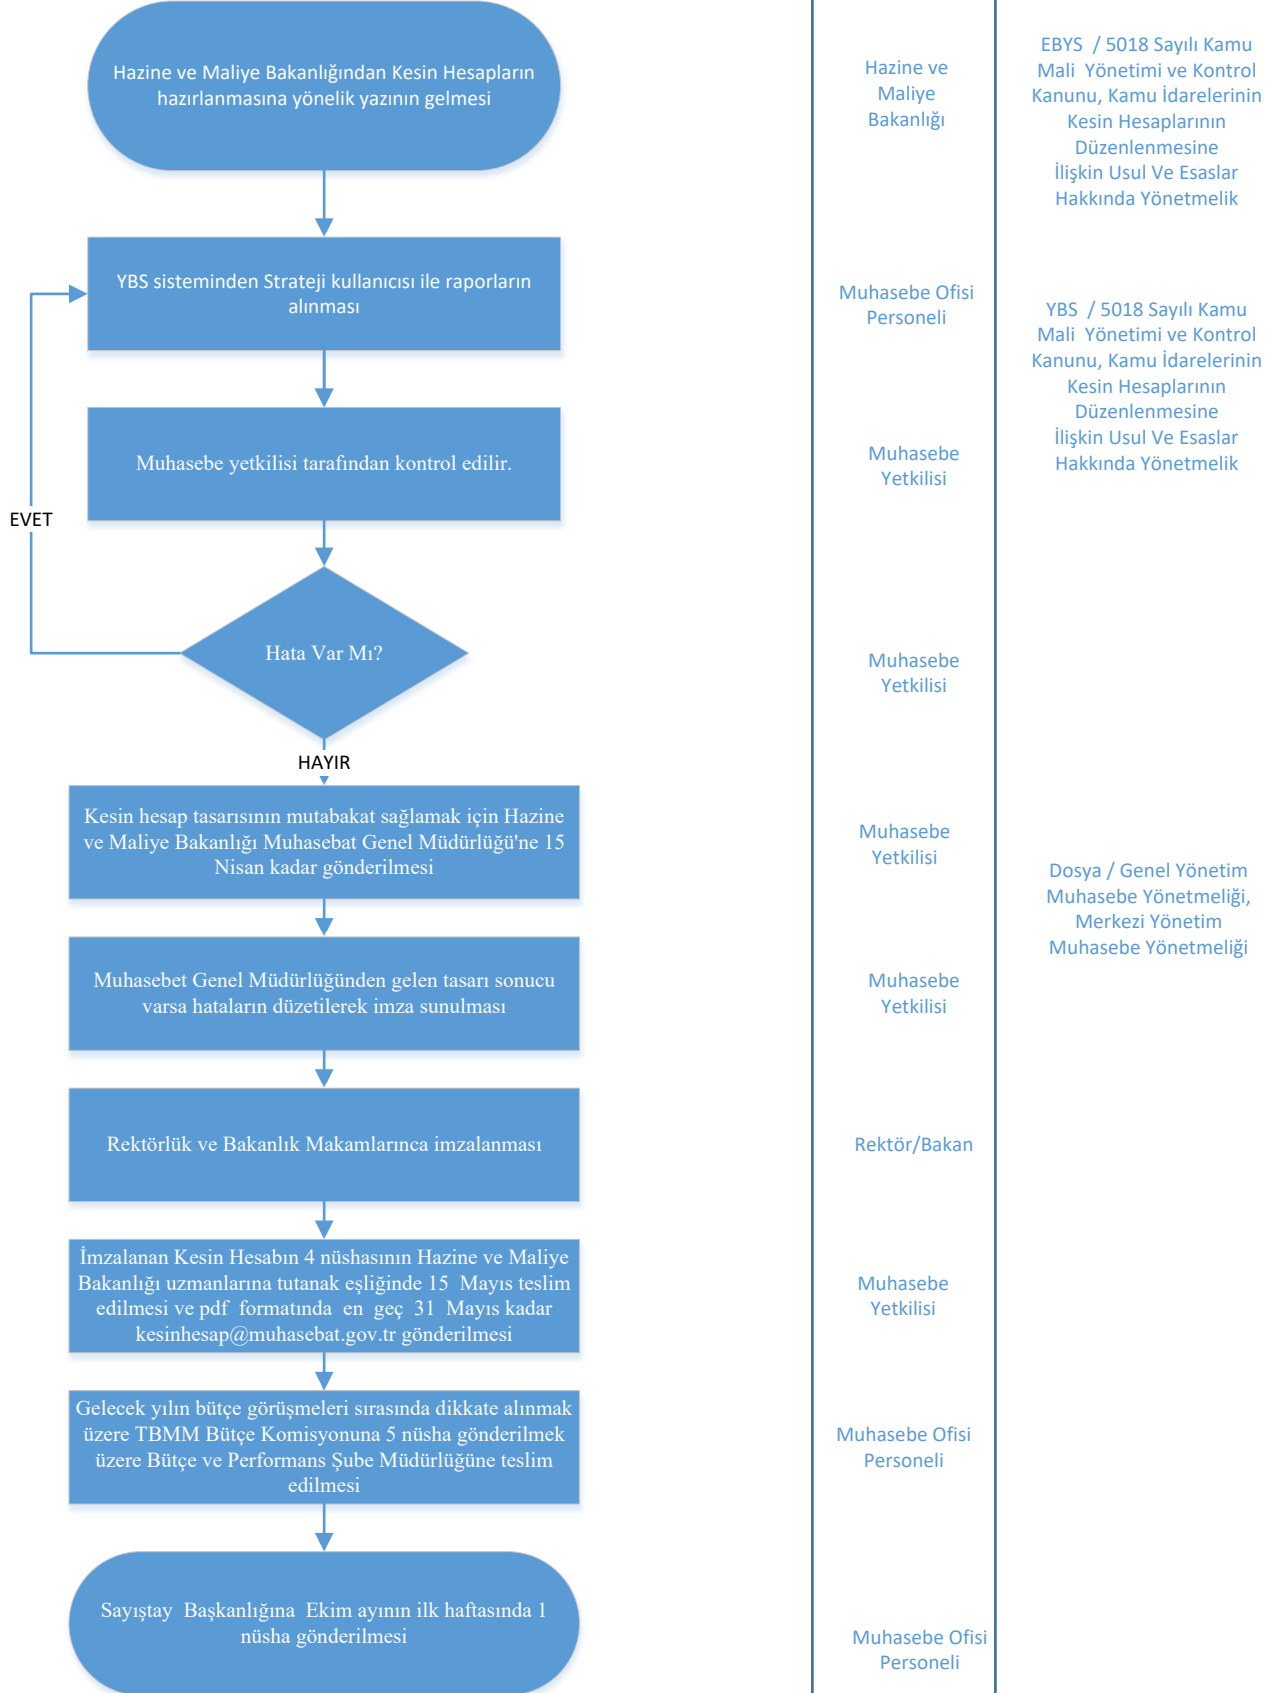 Hazine ve Maliye Bakanlığından Kesin Hesapların
hazırlanmasına yönelik yazının gelmesi
Hazine ve
Maliye
Bakanlığı
EBYS / 5018 Sayılı Kamu
Mali Yönetimi ve Kontrol
Kanunu, Kamu İdarelerinin
Kesin Hesaplarının
Düzenlenmesine
İlişkin Usul Ve Esaslar
Hakkında Yönetmelik
YBS sisteminden Strateji kullanıcısı ile raporların
alınması
Muhasebe Ofisi
Personeli
YBS / 5018 Sayılı Kamu
Mali Yönetimi ve Kontrol
Kanunu, Kamu İdarelerinin
Kesin Hesaplarının
Düzenlenmesine
İlişkin Usul Ve Esaslar
Hakkında Yönetmelik
Muhasebe yetkilisi tarafından kontrol edilir.
Muhasebe
Yetkilisi
EVET
Hata Var Mı?
Muhasebe
Yetkilisi
HAYIR
Kesin hesap tasarısının mutabakat sağlamak için Hazine
ve Maliye Bakanlığı Muhasebat Genel Müdürlüğü'ne 15
Nisan kadar gönderilmesi
Muhasebe
Yetkilisi
Dosya / Genel Yönetim
Muhasebe Yönetmeliği,
Merkezi Yönetim
Muhasebe Yönetmeliği
Muhasebet Genel Müdürlüğünden gelen tasarı sonucu
varsa hataların düzetilerek imza sunulması
Muhasebe
Yetkilisi
Rektörlük ve Bakanlık Makamlarınca imzalanması
Rektör/Bakan
İmzalanan Kesin Hesabın 4 nüshasının Hazine ve Maliye
Bakanlığı uzmanlarına tutanak eşliğinde 15 Mayıs teslim
edilmesi ve pdf formatında en geç 31 Mayıs kadar
kesinhesap@muhasebat.gov.tr gönderilmesi
Muhasebe
Yetkilisi
Gelecek yılın bütçe görüşmeleri sırasında dikkate alınmak
üzere TBMM Bütçe Komisyonuna 5 nüsha gönderilmek
üzere Bütçe ve Performans Şube Müdürlüğüne teslim
edilmesi
Muhasebe Ofisi
Personeli
Sayıştay Başkanlığına Ekim ayının ilk haftasında 1
nüsha gönderilmesi
Muhasebe Ofisi
Personeli